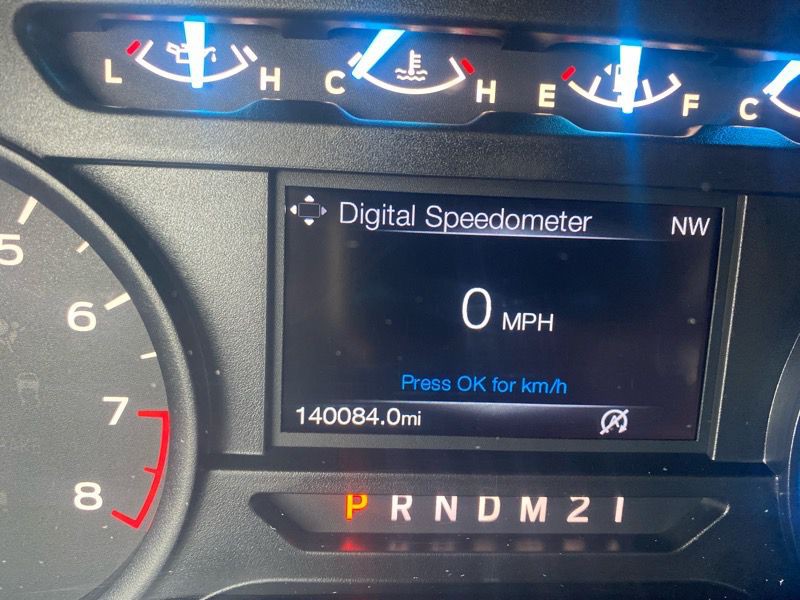 L H C H E F C
Digital Speedometer NW
5
6
0 MPH
Press OK for km/h
7
140084.0mi
8
P R N D M 2 1